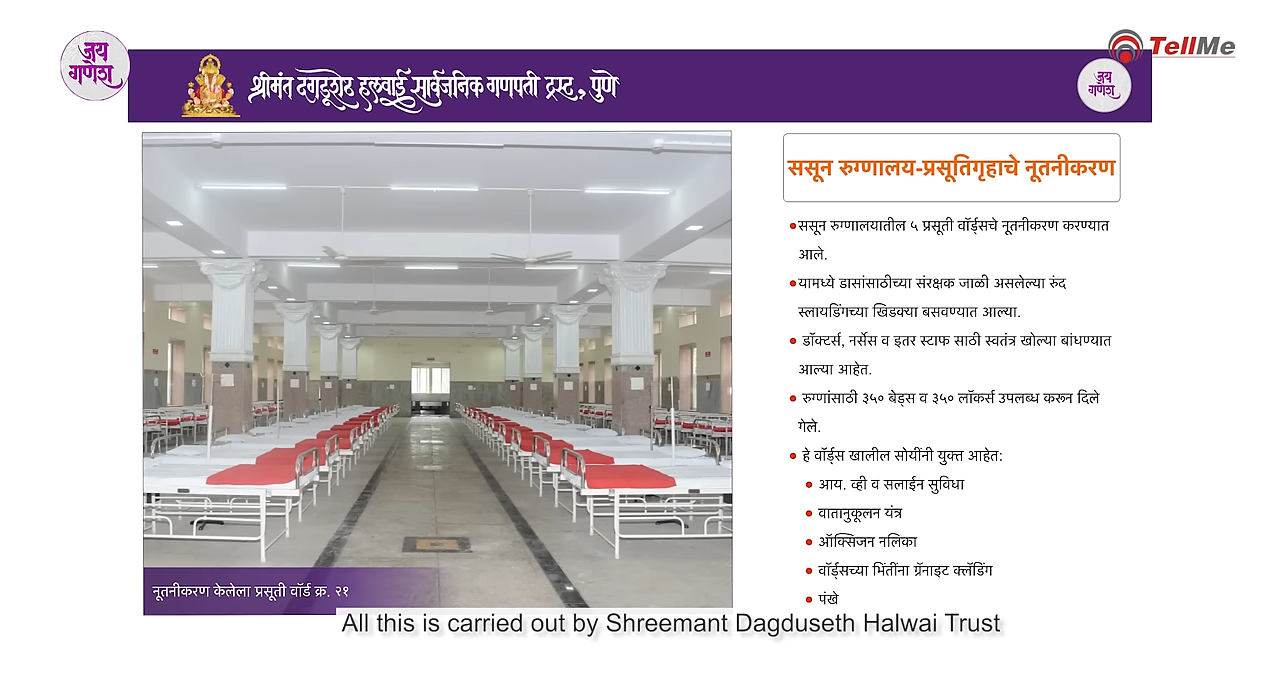 जय
गणेश
श्रीमंत दगडूशेठ हलवाई सार्वजनिक गणपती ट्रस्ट, पुणे
TellMe
जय
गणेश
ससून रुग्णालय-प्रसूतिगृहाचे नूतनीकरण
•ससून रुग्णालयातील ५ प्रसूती वॉर्ड्सचे नूतनीकरण करण्यात
आले.
•यामध्ये डासांसाठीच्या संरक्षक जाळी असलेल्या रुंद
स्लायडिंगच्या खिडक्या बसवण्यात आल्या.
• डॉक्टर्स, नर्सेस व इतर स्टाफ साठी स्वतंत्र खोल्या बांधण्यात
आल्या आहेत.
• रुग्णांसाठी ३५० बेड्स व ३५० लॉकर्स उपलब्ध करून दिले
गेले.
• हे वॉर्ड्स खालील सोयींनी युक्त आहेत:
• आय. व्ही व सलाईन सुविधा
• वातानुकूलन यंत्र
• ऑक्सिजन नलिका
• वॉर्ड्सच्या भिंतींना ग्रॅनाइट क्लॅडिंग
• पंखे
नूतनीकरण केलेला प्रसूती वॉर्ड क्र. २१
All this is carried out by Shreemant Dagduseth Halwai Trust